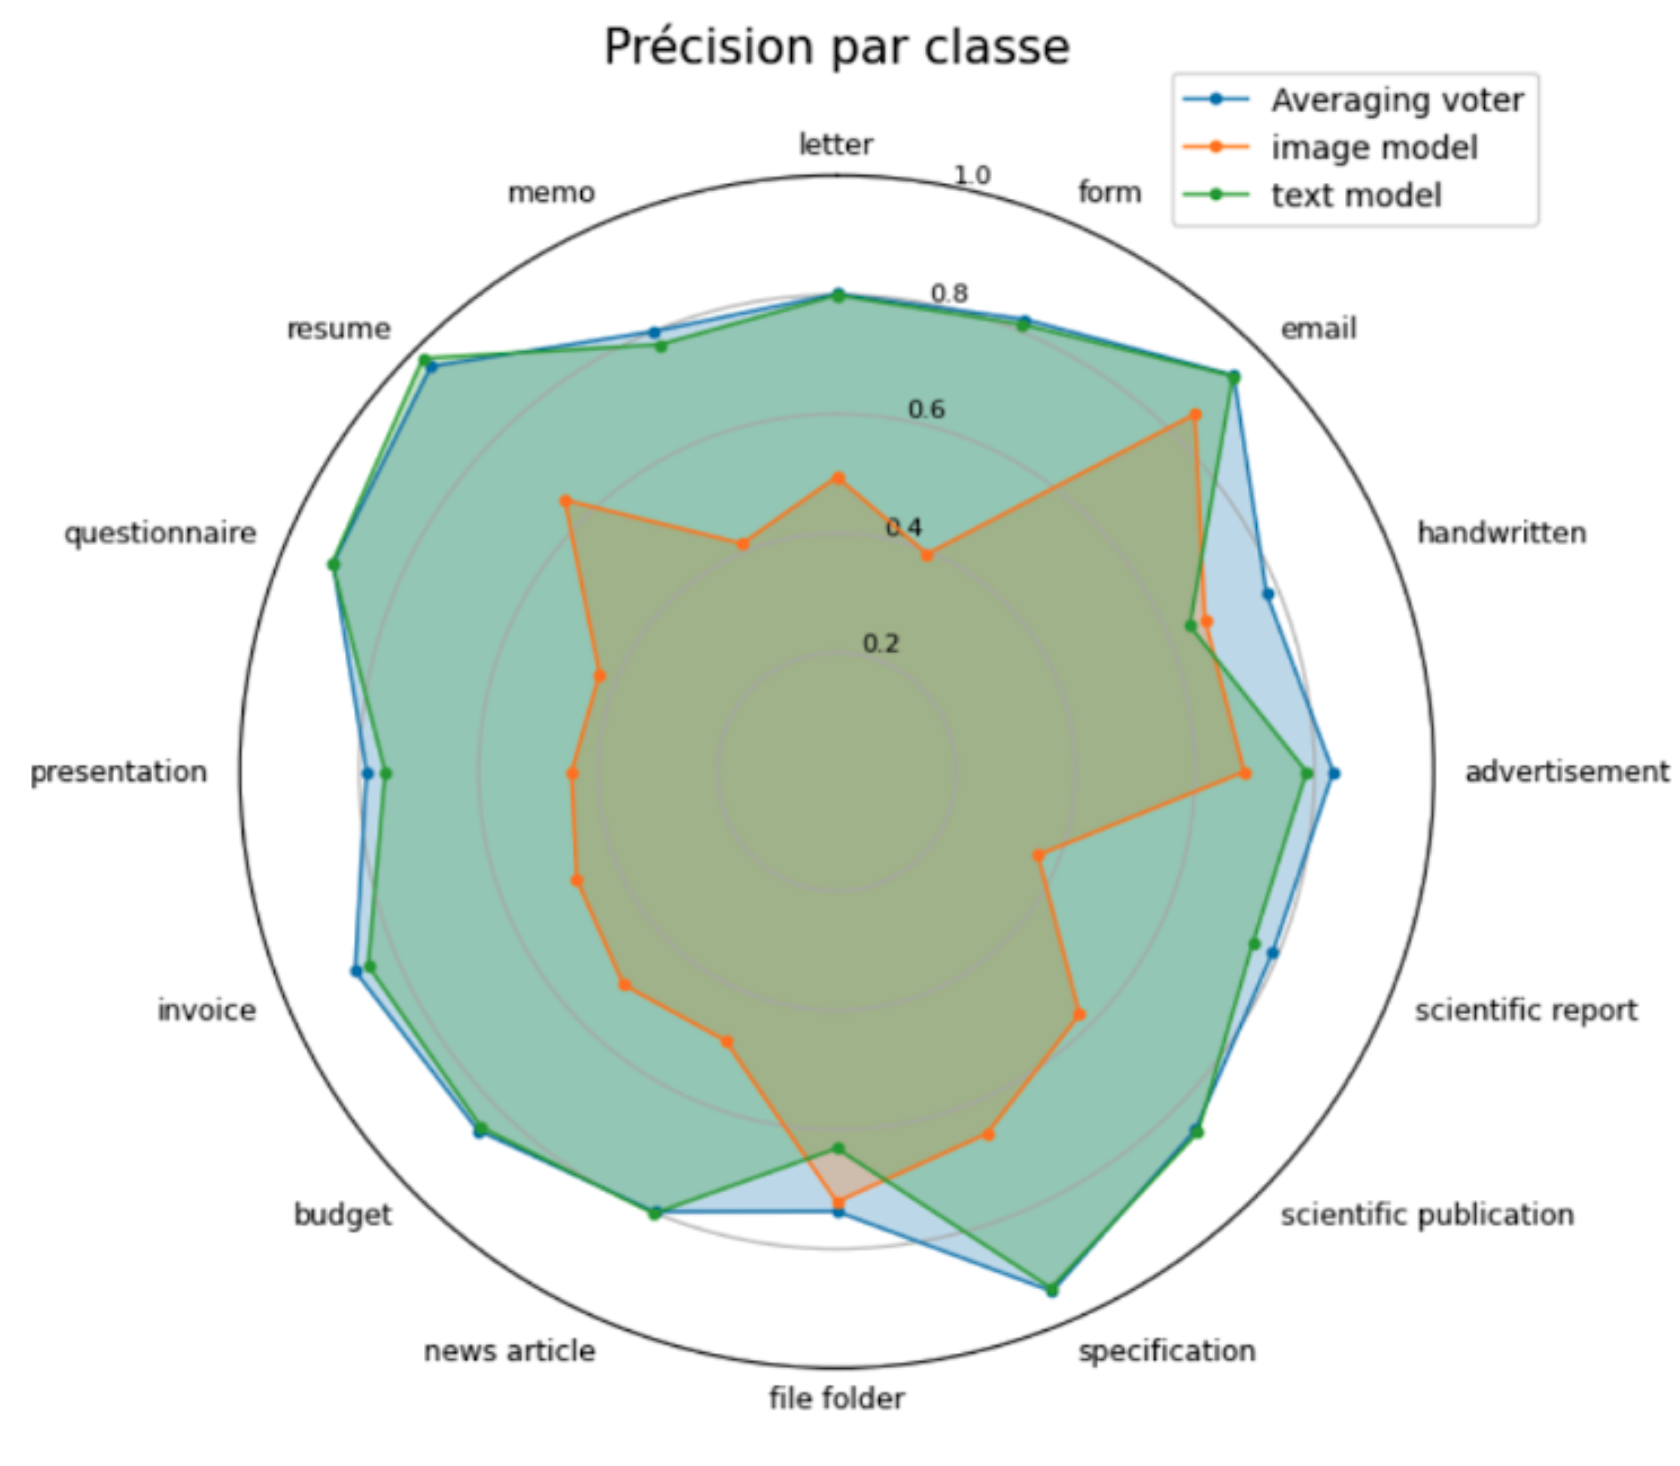 Précision par classe
Averaging voter
image model
text model
letter
memo
form
resume
email
questionnaire
handwritten
presentation
advertisement
invoice
scientific report
budget
scientific publication
news article
specification
file folder
1.0
0.8
0.6
0.4
0.2